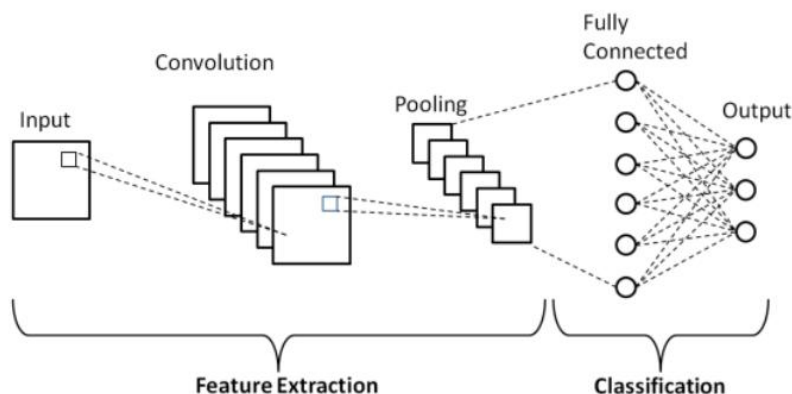 Input
Convolution
Pooling
Fully
Connected
Output
Feature Extraction
Classification